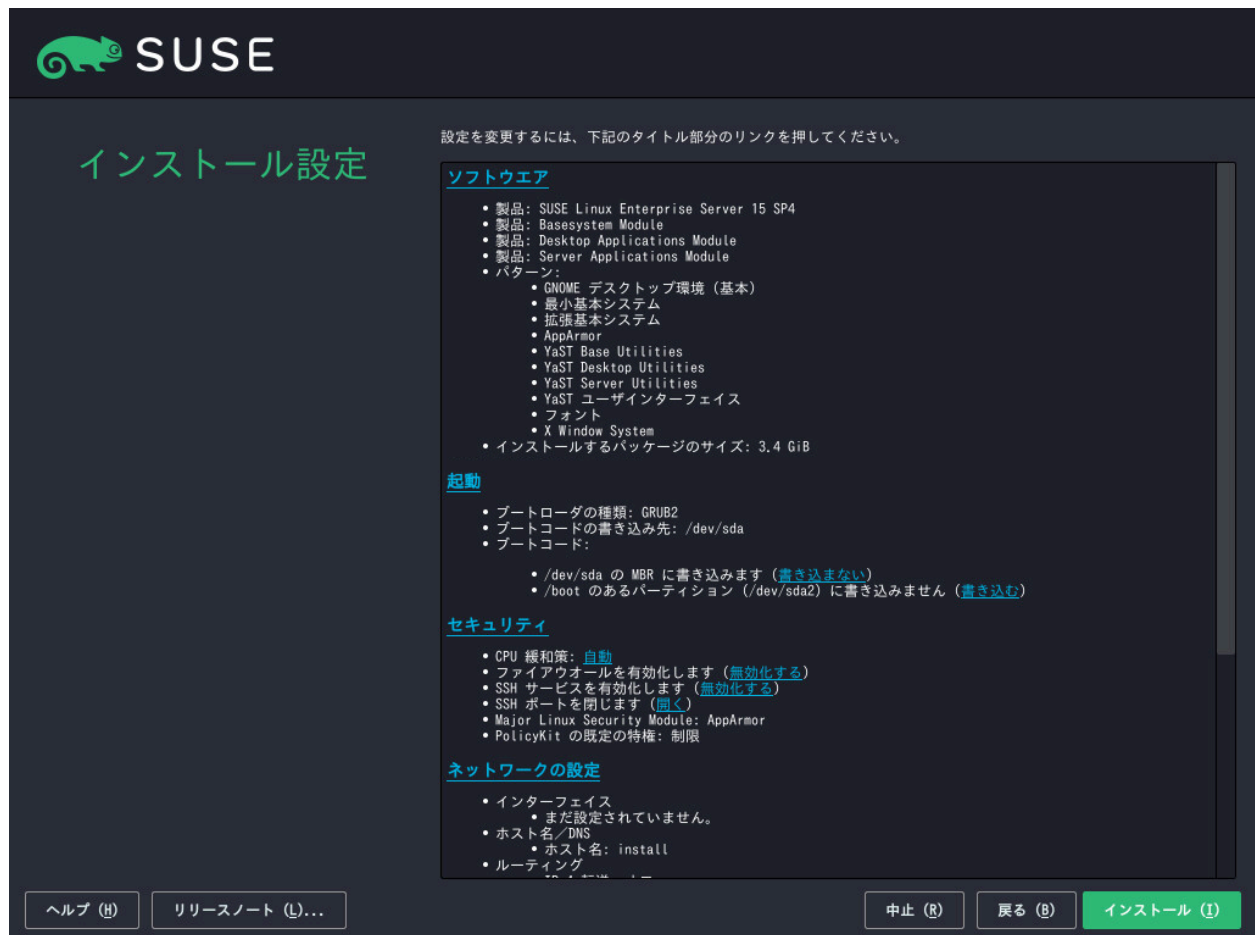 SUSE
インストール設定
設定を変更するには、下記のタイトル部分のリンクを押してください。
ソフトウエア
• 製品: SUSE Linux Enterprise Server 15 SP4
• 製品: Basesystem Module
• 製品: Desktop Applications Module
• 製品: Server Applications Module
• パターン:
• GNOME デスクトップ環境（基本）
• 最小基本システム
• 拡張基本システム
• AppArmor
• YaST Base Utilities
• YaST Desktop Utilities
• YaST Server Utilities
• YaST ユーザインターフェイス
• フォント
• X Window System
• インストールするパッケージのサイズ: 3.4 GiB
起動
• ブートローダの種類: GRUB2
• ブートコードの書き込み先: /dev/sda
• ブートコード:
• /dev/sda の MBR に書き込みます（書き込まない）
• /boot のあるパーティション（/dev/sda2）に書き込みません（書き込む）
セキュリティ
• CPU 緩和策: 自動
• ファイアウオールを有効化します（無効化する）
• SSH サービスを有効化します（無効化する）
• SSH ポートを閉じます（開く）
• Major Linux Security Module: AppArmor
• PolicyKit の既定の特権: 制限
ネットワークの設定
• インターフェイス
• まだ設定されていません。
• ホスト名／DNS
• ホスト名: install
• ルーティング
ヘルプ (H)
リリースノート (L)...
中止 (R)
戻る (B)
インストール (I)